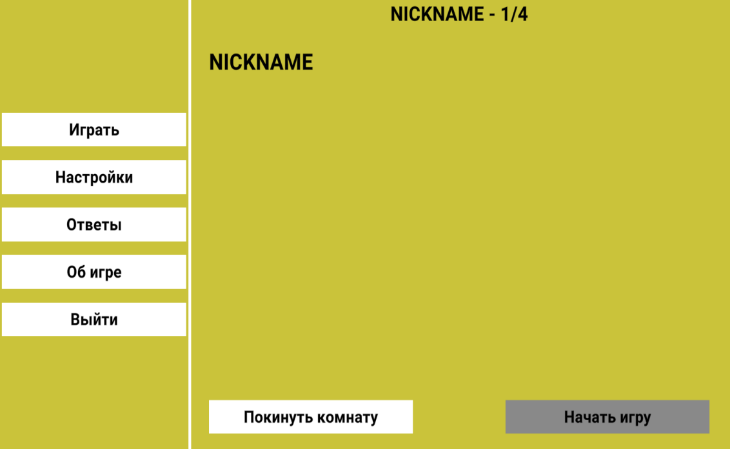 NICKNAME - 1/4
NICKNAME
Играть
Настройки
Ответы
Об игре
Выйти
Покинуть комнату
Начать игру